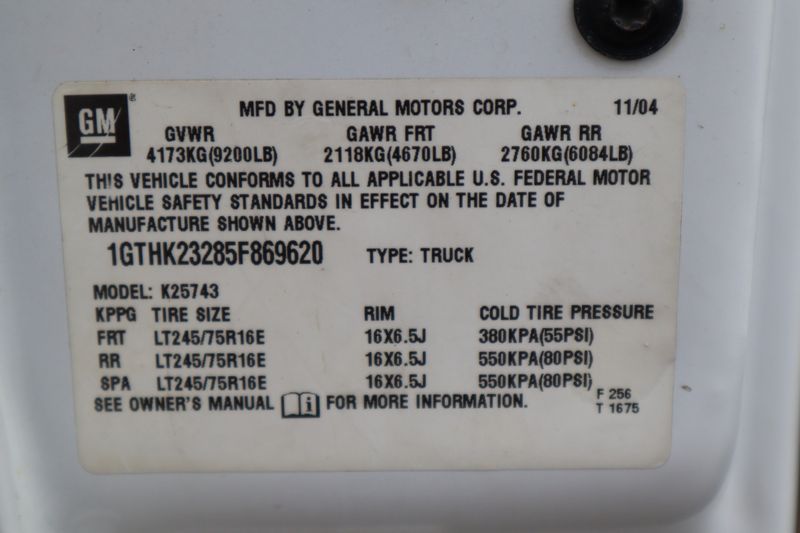 GM ®
MFD BY GENERAL MOTORS CORP. 11/04
GVWR GAWR FRT GAWR RR
4173KG(9200LB) 2118KG(4670LB) 2760KG(6084LB)
THIS VEHICLE CONFORMS TO ALL APPLICABLE U.S. FEDERAL MOTOR
VEHICLE SAFETY STANDARDS IN EFFECT ON THE DATE OF
MANUFACTURE SHOWN ABOVE.
1GTHK23285F869620 TYPE: TRUCK
MODEL: K25743
KPPG TIRE SIZE RIM COLD TIRE PRESSURE
FRT LT245/75R16E 16X6.5J 380KPA(55PSI)
RR LT245/75R16E 16X6.5J 550KPA(80PSI)
SPA LT245/75R16E 16X6.5J 550KPA(80PSI)
SEE OWNER'S MANUAL i FOR MORE INFORMATION.
F 256
T 1675